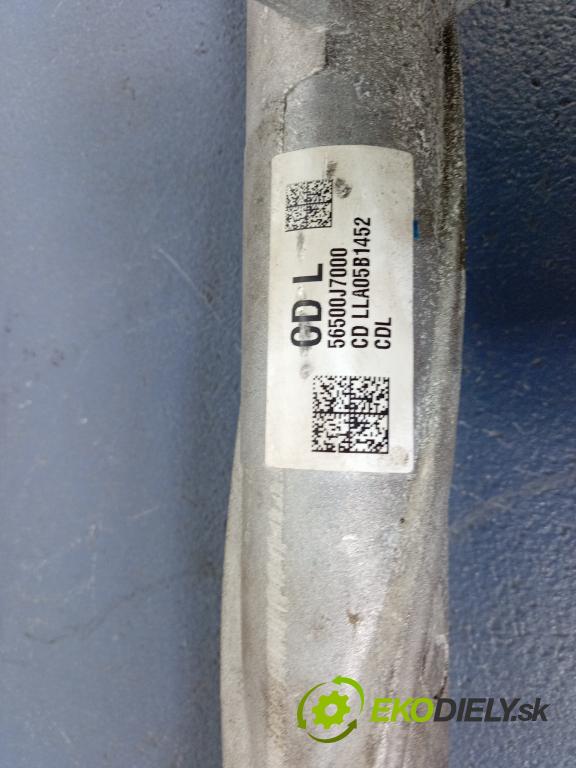 CD L
56500J7000
CD LLA05B1452
CDL
EKODIELY.sk